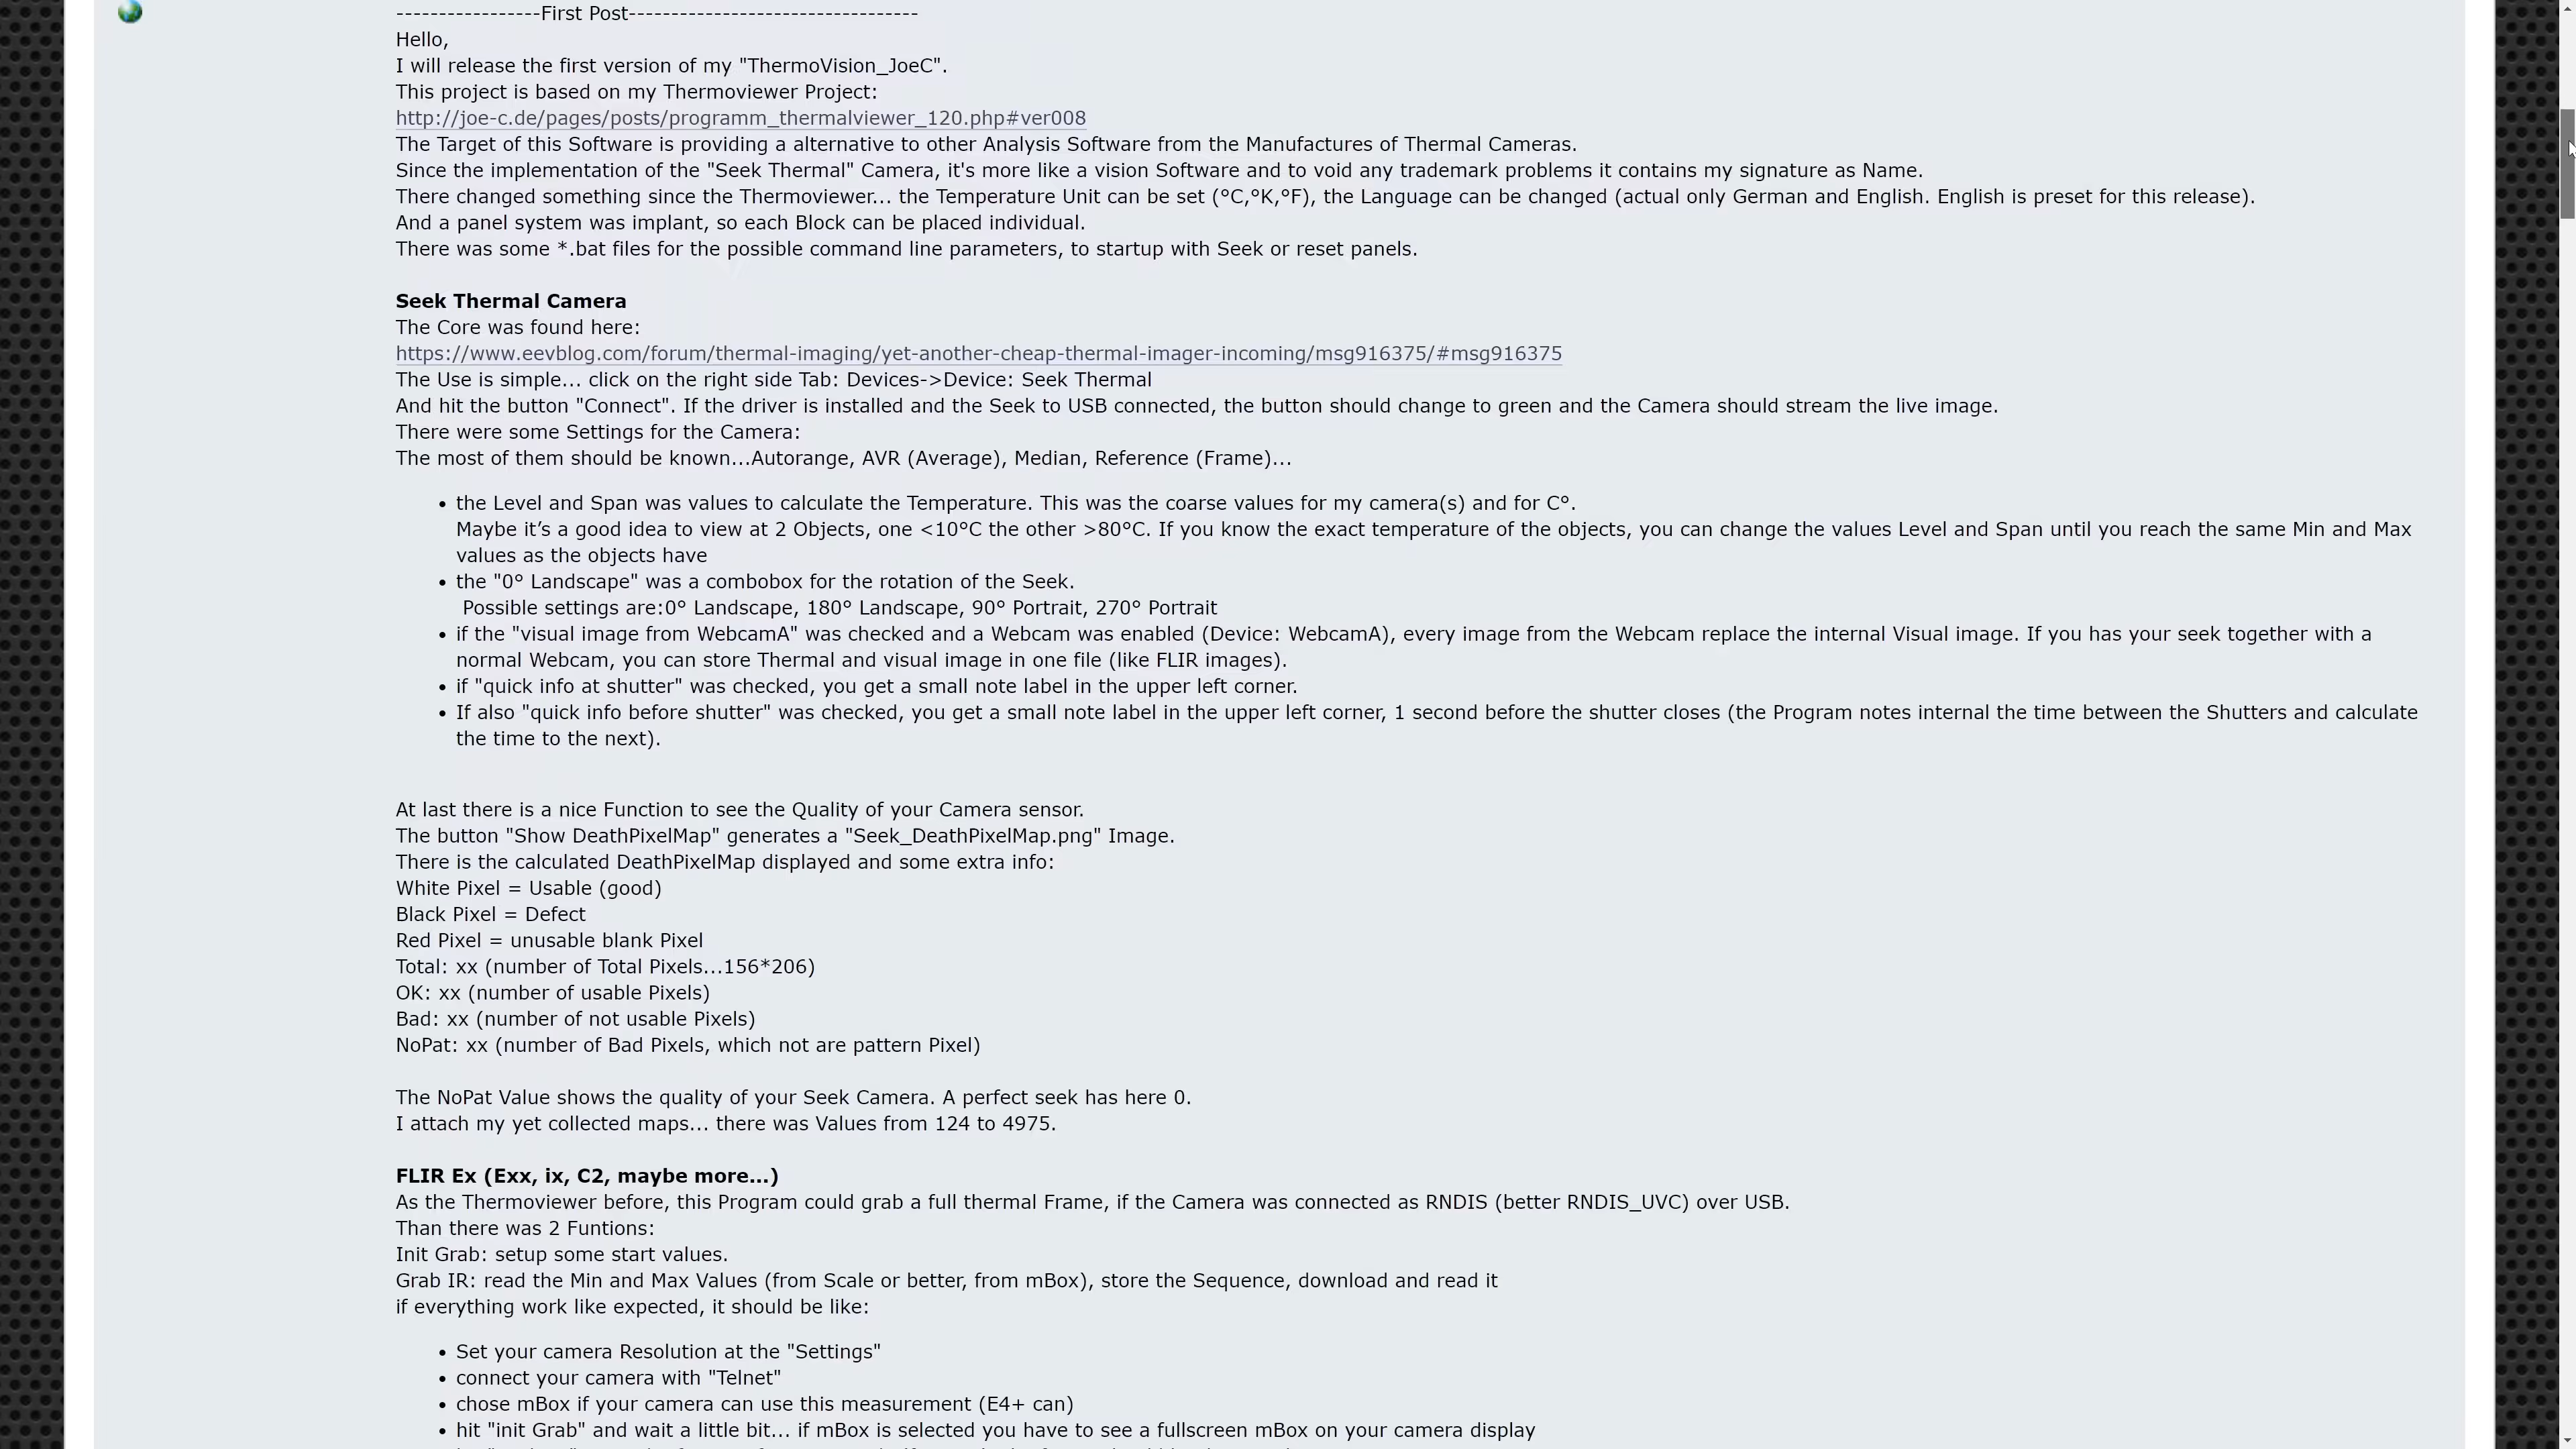 -----------------First Post----------------------------------
Hello,
I will release the first version of my "ThermoVision_JoeC".
This project is based on my Thermoviewer Project:
http://joe-c.de/pages/posts/programm_thermalviewer_120.php#ver008
The Target of this Software is providing a alternative to other Analysis Software from the Manufactures of Thermal Cameras.
Since the implementation of the "Seek Thermal" Camera, it's more like a vision Software and to void any trademark problems it contains my signature as Name.
There changed something since the Thermoviewer... the Temperature Unit can be set (°C,°K,°F), the Language can be changed (actual only German and English. English is preset for this release).
And a panel system was implant, so each Block can be placed individual.
There was some *.bat files for the possible command line parameters, to startup with Seek or reset panels.
Seek Thermal Camera
The Core was found here:
https://www.eevblog.com/forum/thermal-imaging/yet-another-cheap-thermal-imager-incoming/msg916375/#msg916375
The Use is simple... click on the right side Tab: Devices->Device: Seek Thermal
And hit the button "Connect". If the driver is installed and the Seek to USB connected, the button should change to green and the Camera should stream the live image.
There were some Settings for the Camera:
The most of them should be known...Autorange, AVR (Average), Median, Reference (Frame)...
• the Level and Span was values to calculate the Temperature. This was the coarse values for my camera(s) and for C°.
Maybe it’s a good idea to view at 2 Objects, one <10°C the other >80°C. If you know the exact temperature of the objects, you can change the values Level and Span until you reach the same Min and Max
values as the objects have
• the "0° Landscape" was a combobox for the rotation of the Seek.
Possible settings are:0° Landscape, 180° Landscape, 90° Portrait, 270° Portrait
• if the "visual image from WebcamA" was checked and a Webcam was enabled (Device: WebcamA), every image from the Webcam replace the internal Visual image. If you has your seek together with a
normal Webcam, you can store Thermal and visual image in one file (like FLIR images).
• if "quick info at shutter" was checked, you get a small note label in the upper left corner.
• If also "quick info before shutter" was checked, you get a small note label in the upper left corner, 1 second before the shutter closes (the Program notes internal the time between the Shutters and calculate
the time to the next).
At last there is a nice Function to see the Quality of your Camera sensor.
The button "Show DeathPixelMap" generates a "Seek_DeathPixelMap.png" Image.
There is the calculated DeathPixelMap displayed and some extra info:
White Pixel = Usable (good)
Black Pixel = Defect
Red Pixel = unusable blank Pixel
Total: xx (number of Total Pixels...156*206)
OK: xx (number of usable Pixels)
Bad: xx (number of not usable Pixels)
NoPat: xx (number of Bad Pixels, which not are pattern Pixel)
The NoPat Value shows the quality of your Seek Camera. A perfect seek has here 0.
I attach my yet collected maps... there was Values from 124 to 4975.
FLIR Ex (Exx, ix, C2, maybe more...)
As the Thermoviewer before, this Program could grab a full thermal Frame, if the Camera was connected as RNDIS (better RNDIS_UVC) over USB.
Than there was 2 Funtions:
Init Grab: setup some start values.
Grab IR: read the Min and Max Values (from Scale or better, from mBox), store the Sequence, download and read it
if everything work like expected, it should be like:
• Set your camera Resolution at the "Settings"
• connect your camera with "Telnet"
• chose mBox if your camera can use this measurement (E4+ can)
• hit "init Grab" and wait a little bit... if mBox is selected you have to see a fullscreen mBox on your camera display